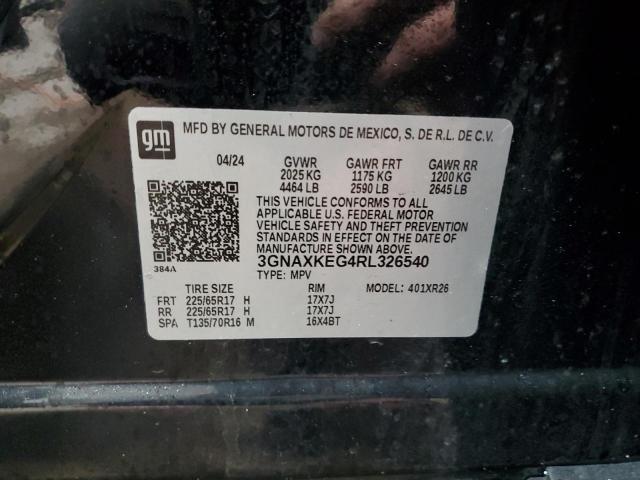 gm MFD BY GENERAL MOTORS DE MEXICO, S. DE R.L. DE C.V.
04/24 GVWR GAWR FRT GAWR RR
2025 KG 1175 KG 1200 KG
4464 LB 2590 LB 2645 LB
THIS VEHICLE CONFORMS TO ALL
APPLICABLE U.S. FEDERAL MOTOR
VEHICLE SAFETY AND THEFT PREVENTION
STANDARDS IN EFFECT ON THE DATE OF
MANUFACTURE SHOWN ABOVE.
3GNAXKEG4RL326540
384A TYPE: MPV
TIRE SIZE RIM MODEL: 401XR26
FRT 225/65R17 H 17X7J
RR 225/65R17 H 17X7J
SPA T135/70R16 M 16X4BT